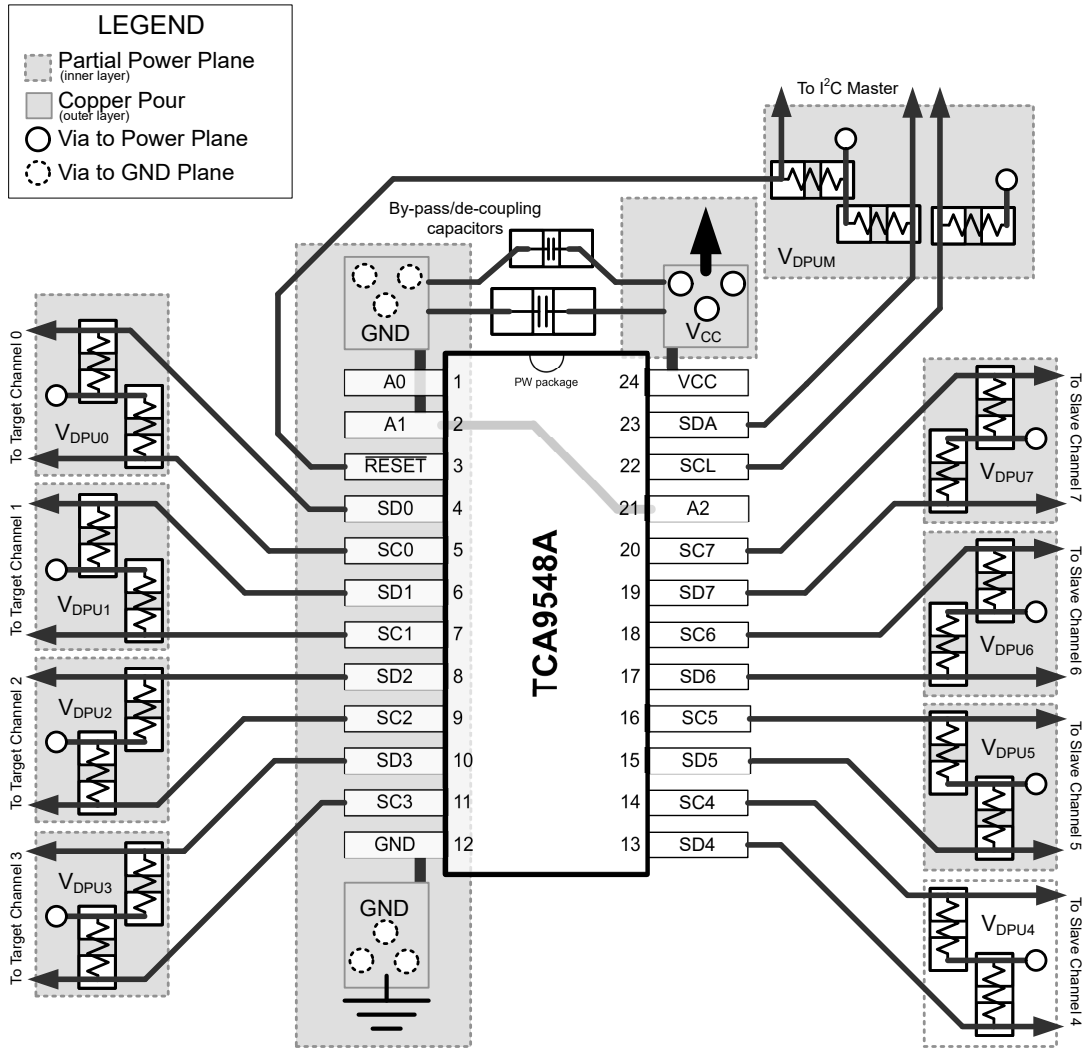 LEGEND
Partial Power Plane
(inner layer)
Copper Pour
(outer layer)
Via to Power Plane
Via to GND Plane
To I²C Master
By-pass/de-coupling
capacitors
VDPUM
GND
VCC
PW package
TCA9548A
A0 1
A1 2
RESET 3
SD0 4
SC0 5
SD1 6
SC1 7
SD2 8
SC2 9
SD3 10
SC3 11
GND 12
24 VCC
23 SDA
22 SCL
21 A2
20 SC7
19 SD7
18 SC6
17 SD6
16 SC5
15 SD5
14 SC4
13 SD4
GND
To Target Channel 0
VDPU0
To Target Channel 1
VDPU1
To Target Channel 2
VDPU2
To Target Channel 3
VDPU3
To Slave Channel 7
VDPU7
To Slave Channel 6
VDPU6
To Slave Channel 5
VDPU5
To Slave Channel 4
VDPU4